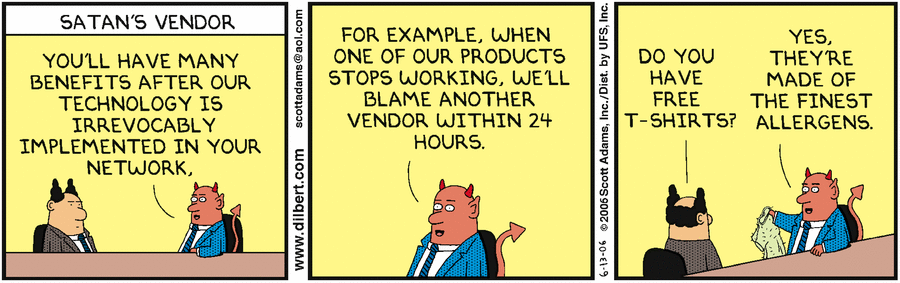 SATAN'S VENDOR
YOU'LL HAVE MANY
BENEFITS AFTER OUR
TECHNOLOGY IS
IRREVOCABLY
IMPLEMENTED IN YOUR
NETWORK,
www.dilbert.com
scottadams@aol.com
FOR EXAMPLE, WHEN
ONE OF OUR PRODUCTS
STOPS WORKING, WE'LL
BLAME ANOTHER
VENDOR WITHIN 24
HOURS.
6-13-06 ©2006 Scott Adams, Inc./Dist. by UFS, Inc.
DO YOU
HAVE
FREE
T-SHIRTS?
YES,
THEY'RE
MADE OF
THE FINEST
ALLERGENS.